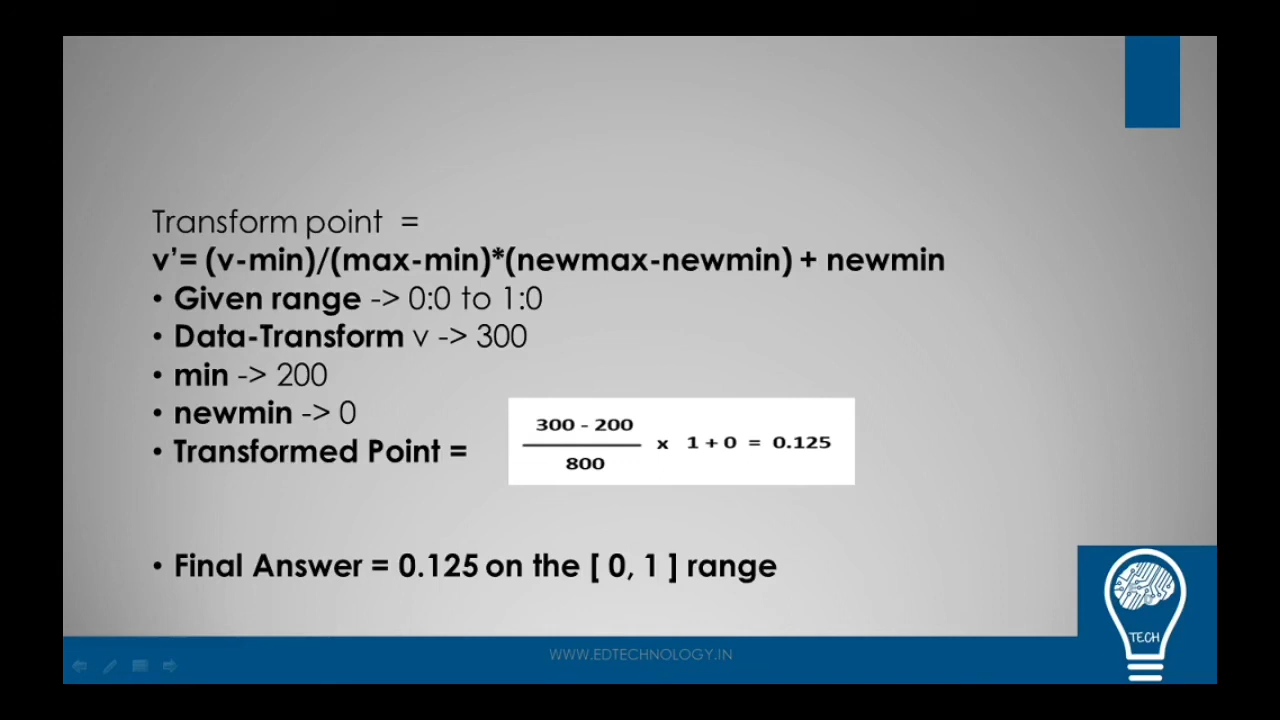 Transform point =
v’= (v-min)/(max-min)*(newmax-newmin) + newmin
• Given range -> 0:0 to 1:0
• Data-Transform v -> 300
• min -> 200
• newmin -> 0
• Transformed Point =
300 - 200
800
x 1 + 0 = 0.125
• Final Answer = 0.125 on the [ 0, 1 ] range
TECH
WWW.EDTECHNOLOGY.IN